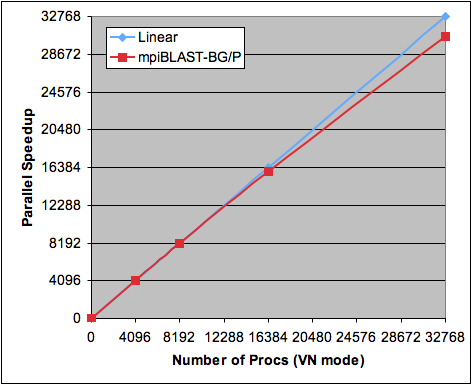 32768
28672
24576
20480
16384
12288
8192
4096
0
Linear
mpiBLAST-BG/P
Parallel Speedup
0 4096 8192 12288 16384 20480 24576 28672 32768
Number of Procs (VN mode)